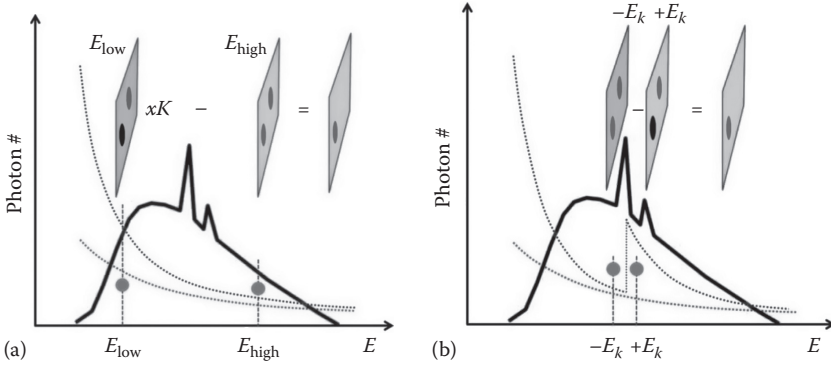 E_low
E_high
xK
−
=
Photon #
E_low
E_high
E
(a)
−E_k +E_k
−
=
Photon #
−E_k +E_k
E
(b)